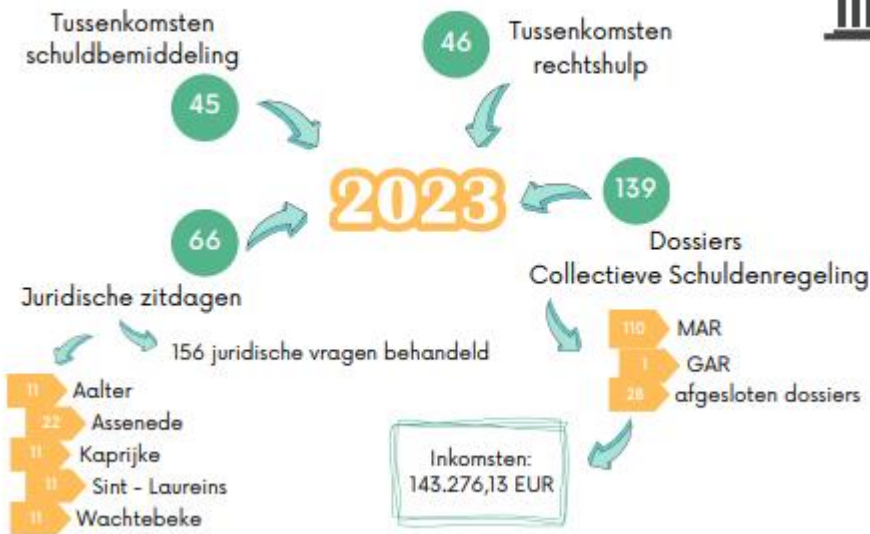 Tussenkomsten
schuldbemiddeling
45
46
Tussenkomsten
rechtshulp
2023
139
Dossiers
Collectieve Schuldenregeling
110 MAR
1 GAR
28 afgesloten dossiers
Inkomsten:
143.276,13 EUR
66
Juridische zitdagen
156 juridische vragen behandeld
11 Aalter
22 Assenede
11 Kaprijke
11 Sint - Laureins
11 Wachtebeke